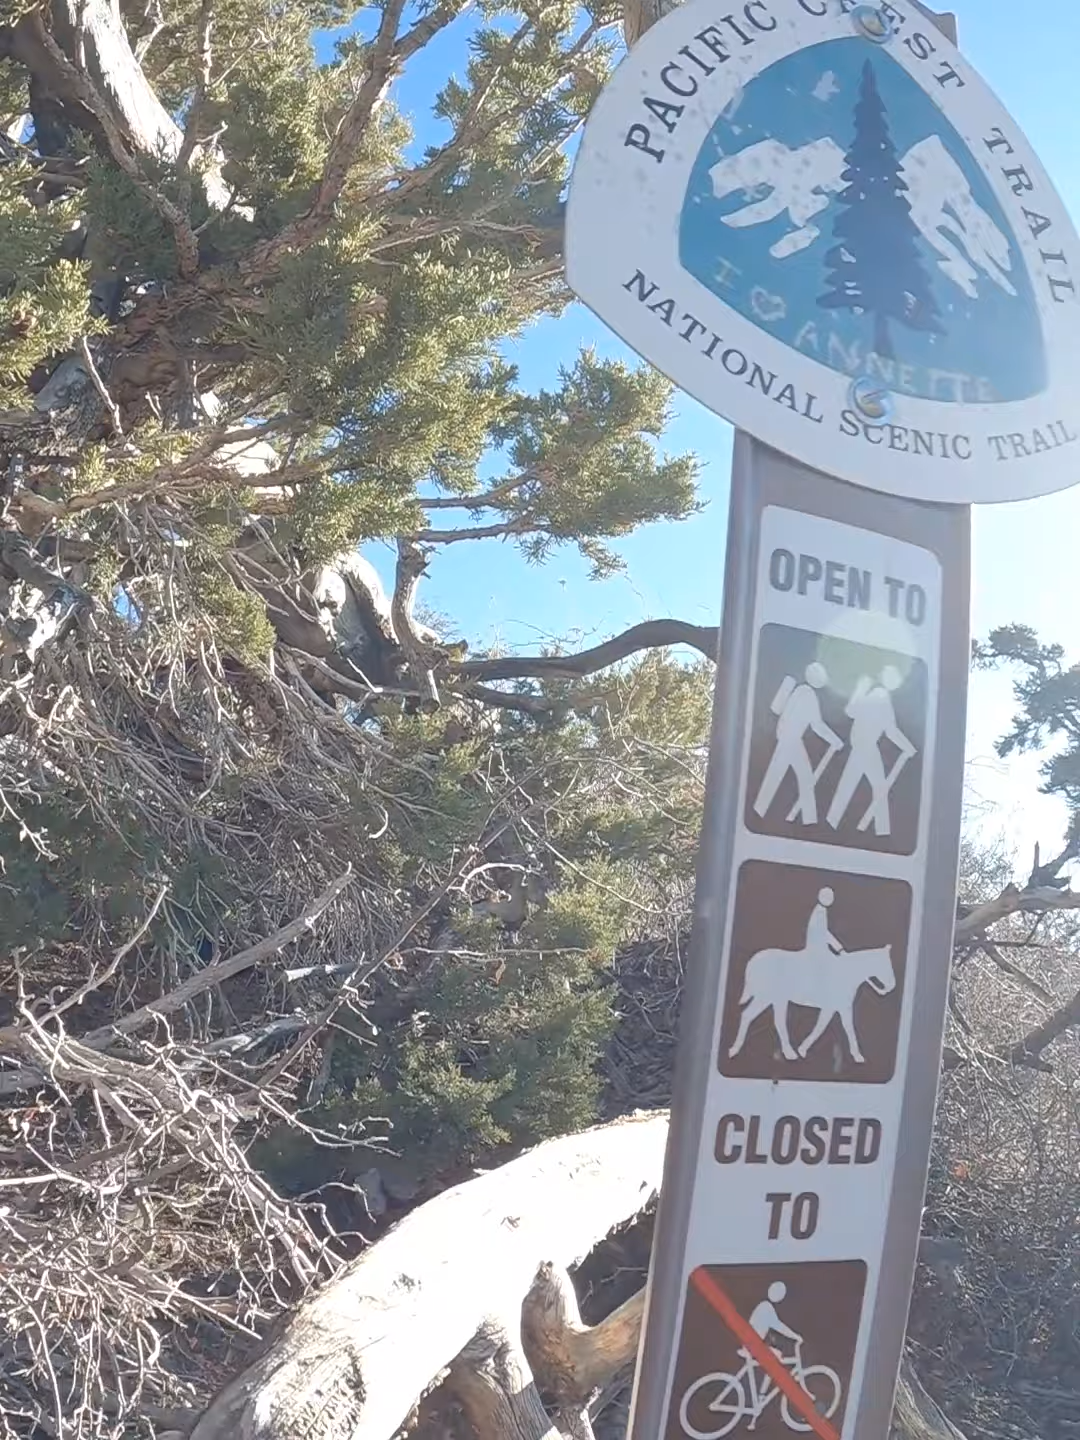 PACIFIC CREST TRAIL
I ♡ ANNETTE
NATIONAL SCENIC TRAIL
OPEN TO
CLOSED
TO